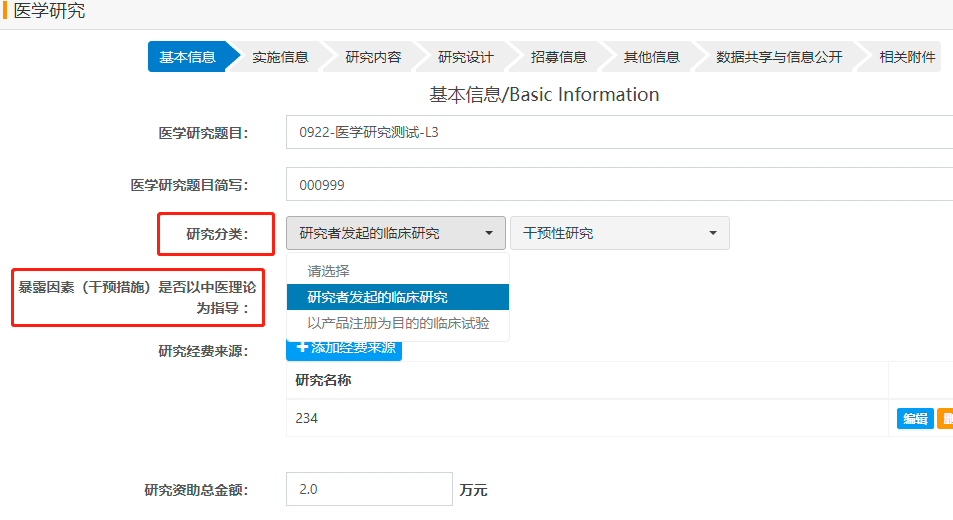 医学研究
基本信息 实施信息 研究内容 研究设计 招募信息 其他信息 数据共享与信息公开 相关附件
基本信息/Basic Information
医学研究题目： 0922-医学研究测试-L3
医学研究题目简写： 000999
研究分类： 研究者发起的临床研究 干预性研究
请选择
研究者发起的临床研究
以产品注册为目的的临床试验
暴露因素（干预措施）是否以中医理论
为指导：
研究经费来源： +添加经费来源
研究名称
234 编辑
研究资助总金额： 2.0 万元